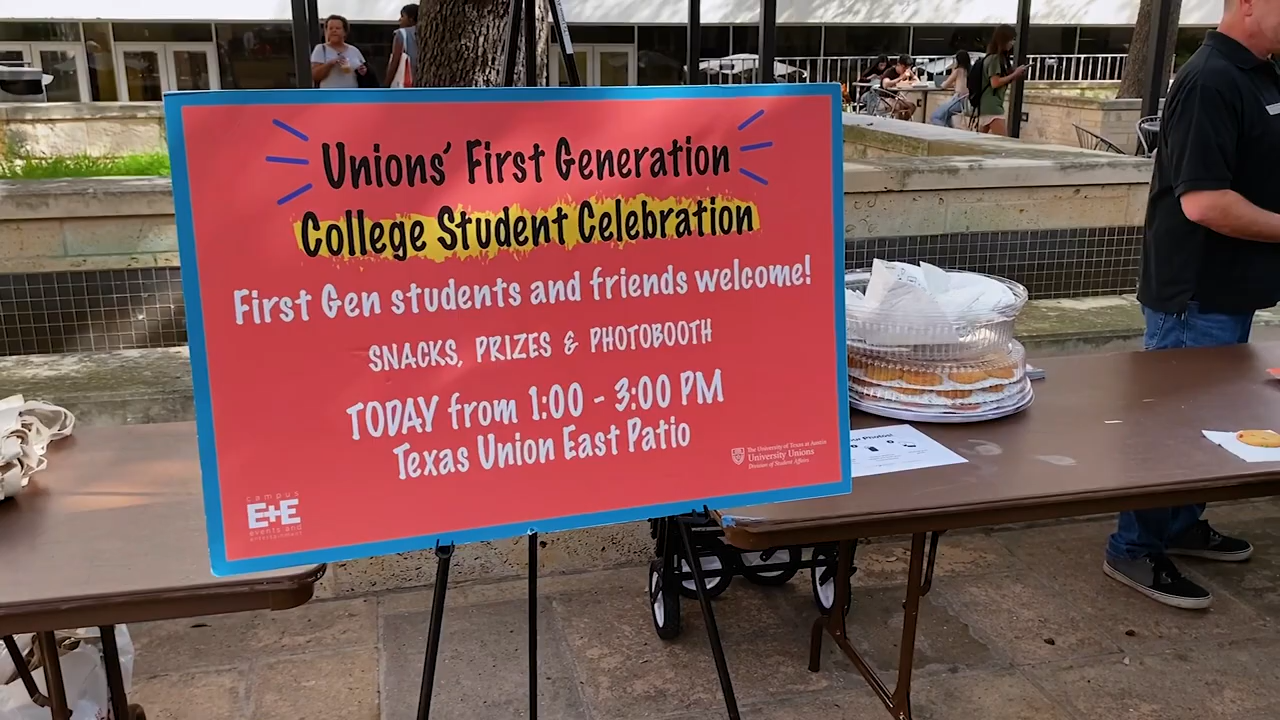 Unions' First Generation
College Student Celebration
First Gen students and friends welcome!
SNACKS, PRIZES & PHOTOBOOTH
TODAY from 1:00 - 3:00 PM
Texas Union East Patio
The University of Texas at Austin
University Unions
Division of Student Affairs
campus
E+E
events and
entertainment
Photos!